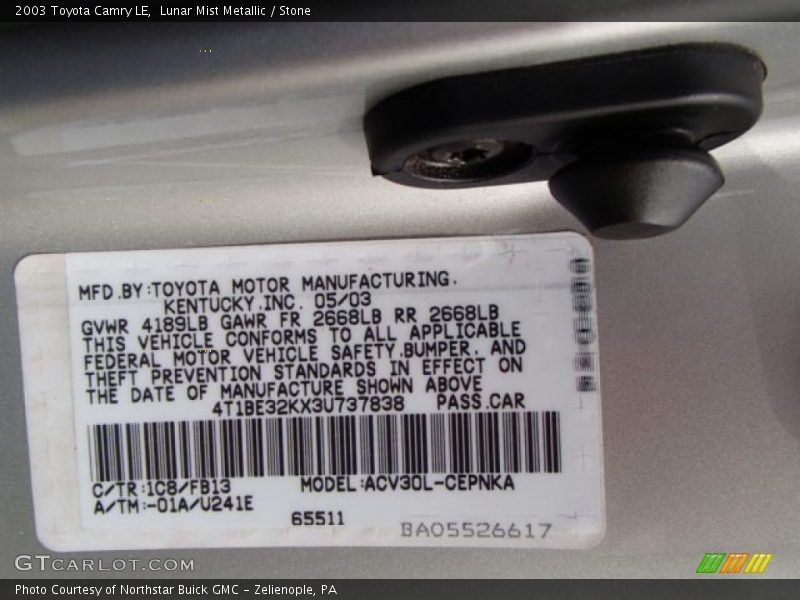 2003 Toyota Camry LE,  Lunar Mist Metallic / Stone
MFD.BY:TOYOTA MOTOR MANUFACTURING.
KENTUCKY,INC. 05/03
GVWR 4189LB GAWR FR 2668LB RR 2668LB
THIS VEHICLE CONFORMS TO ALL APPLICABLE
FEDERAL MOTOR VEHICLE SAFETY,BUMPER, AND
THEFT PREVENTION STANDARDS IN EFFECT ON
THE DATE OF MANUFACTURE SHOWN ABOVE
4T1BE32KX3U737838 PASS.CAR
C/TR:1C8/FB13 MODEL:ACV30L-CEPNKA
A/TM:-01A/U241E
65511 BA05526617
GTCARLOT.COM
Photo Courtesy of Northstar Buick GMC - Zelienople, PA